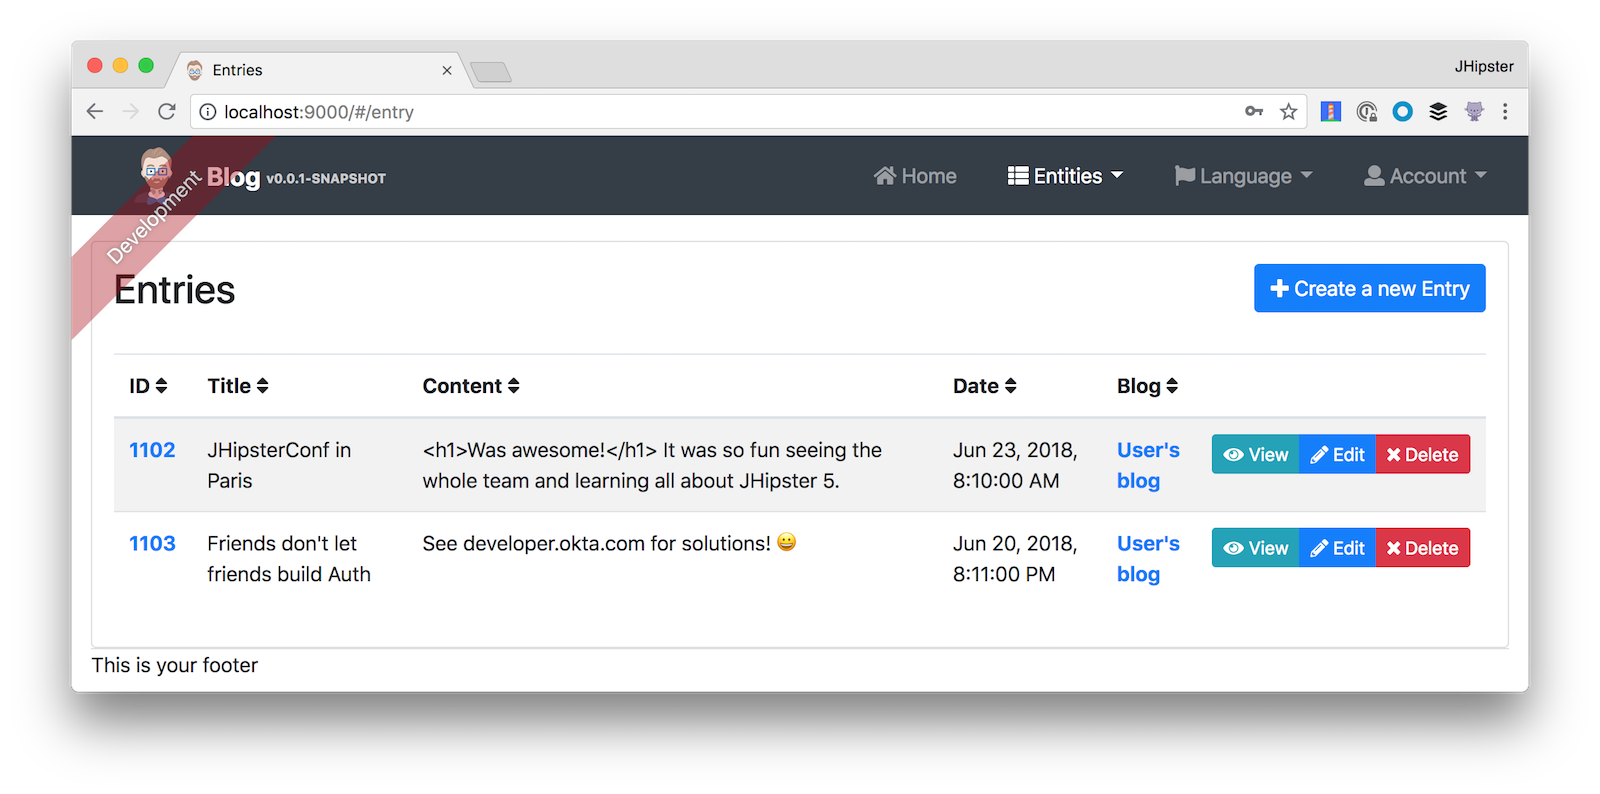 Entries
JHipster
localhost:9000/#/entry
Development
Blog v0.0.1-SNAPSHOT
Home
Entities
Language
Account
Entries
Create a new Entry
ID
Title
Content
Date
Blog
1102
JHipsterConf in
Paris
<h1>Was awesome!</h1> It was so fun seeing the
whole team and learning all about JHipster 5.
Jun 23, 2018,
8:10:00 AM
User's
blog
View
Edit
Delete
1103
Friends don't let
friends build Auth
See developer.okta.com for solutions! 😀
Jun 20, 2018,
8:11:00 PM
User's
blog
View
Edit
Delete
This is your footer